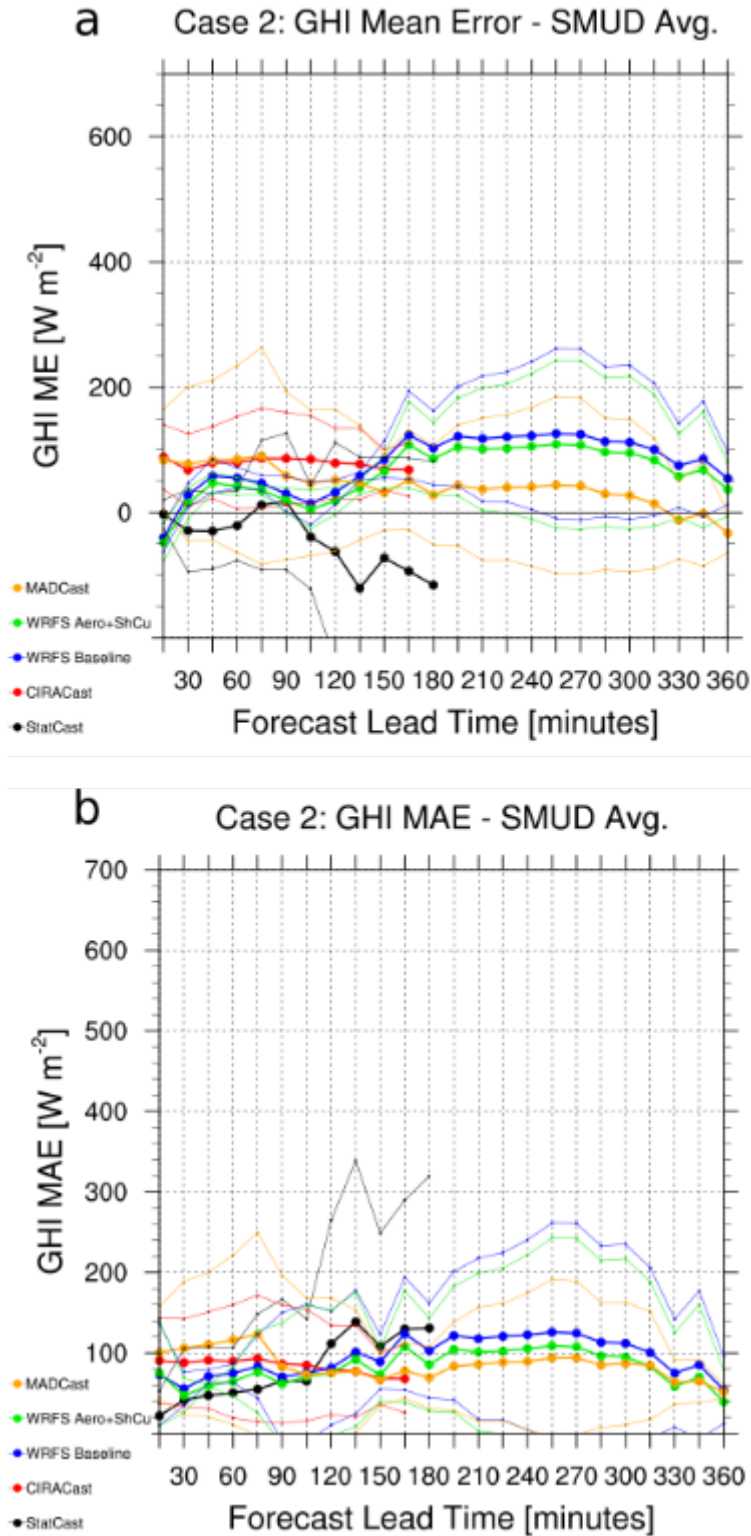 a
Case 2: GHI Mean Error - SMUD Avg.
600
400
200
0
GHI ME [W m-2]
MADCast
WRFS Aero+ShCu
WRFS Baseline
CIRACast
StatCast
30 60 90 120 150 180 210 240 270 300 330 360
Forecast Lead Time [minutes]
b
Case 2: GHI MAE - SMUD Avg.
700
600
500
400
300
200
100
GHI MAE [W m-2]
MADCast
WRFS Aero+ShCu
WRFS Baseline
CIRACast
StatCast
30 60 90 120 150 180 210 240 270 300 330 360
Forecast Lead Time [minutes]